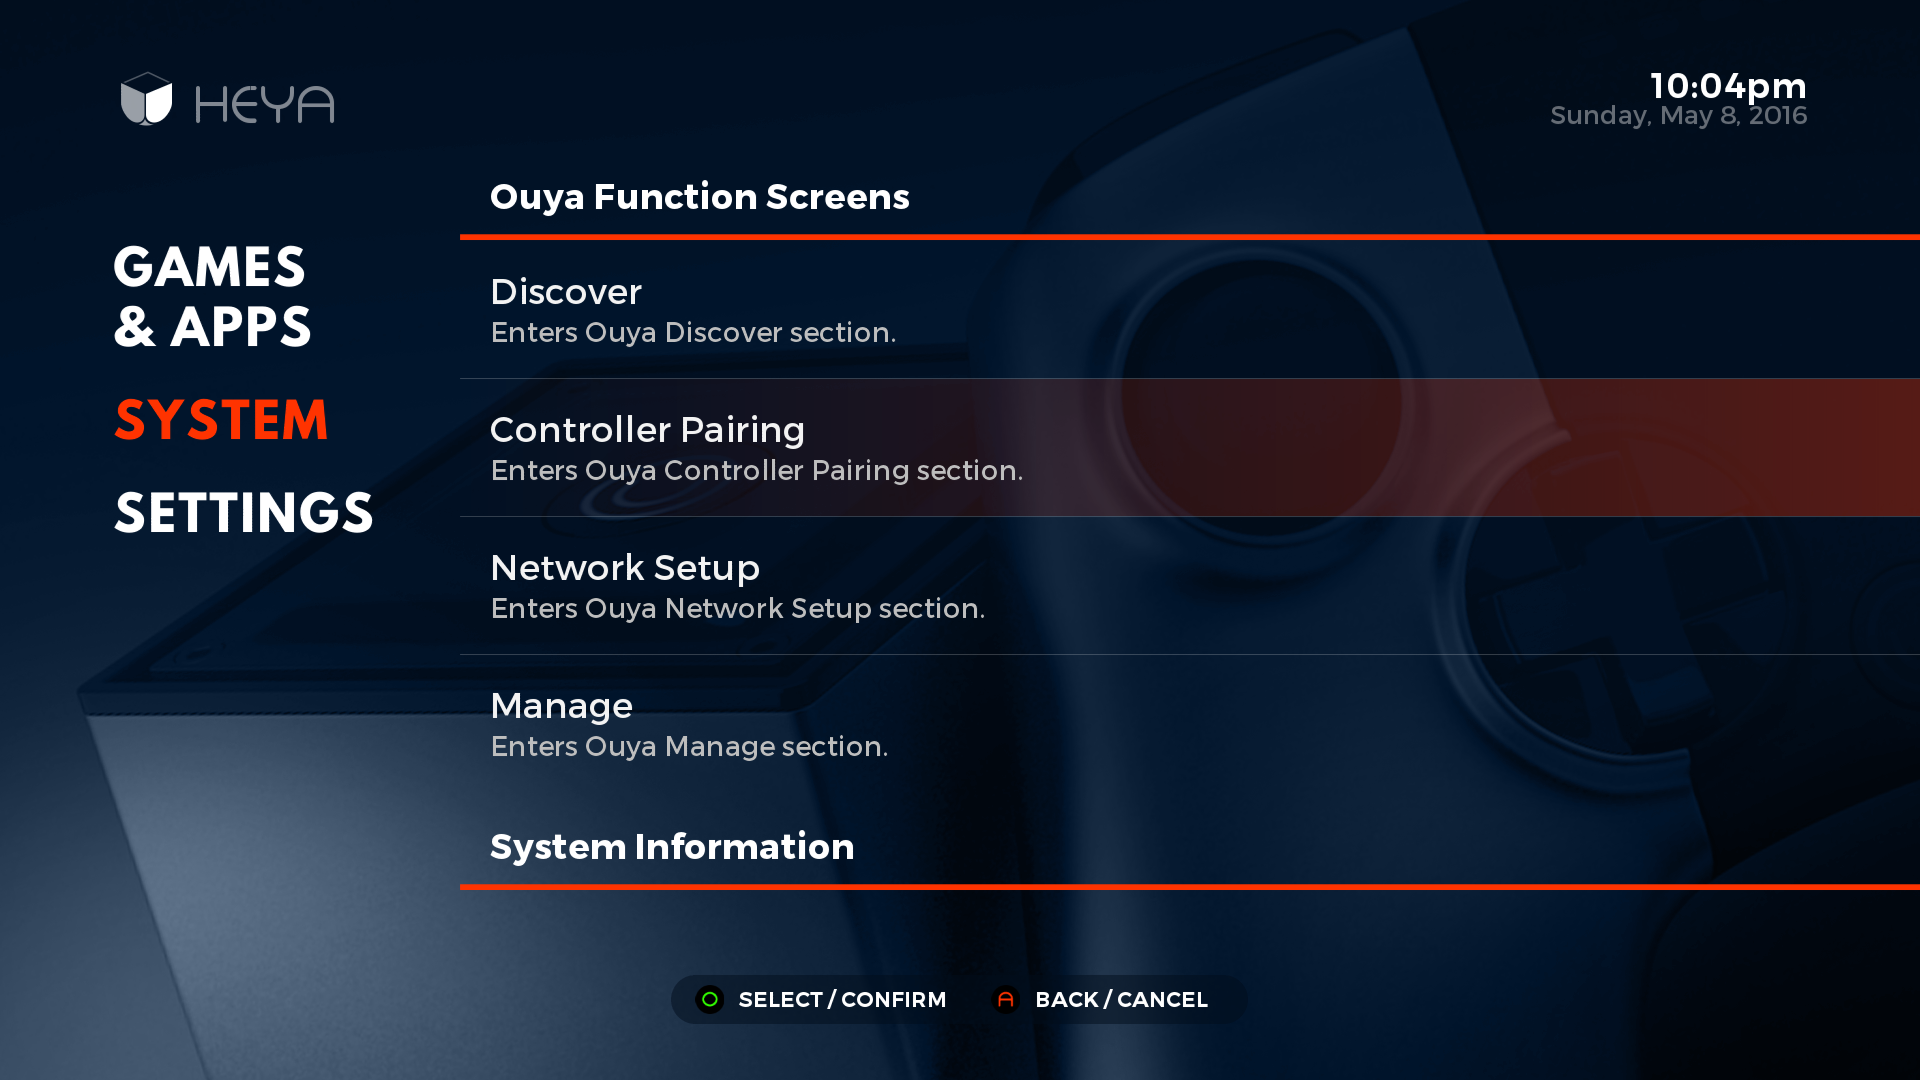 HEYA
10:04pm
Sunday, May 8, 2016
GAMES
& APPS
SYSTEM
SETTINGS
Ouya Function Screens
Discover
Enters Ouya Discover section.
Controller Pairing
Enters Ouya Controller Pairing section.
Network Setup
Enters Ouya Network Setup section.
Manage
Enters Ouya Manage section.
System Information
O SELECT / CONFIRM A BACK / CANCEL